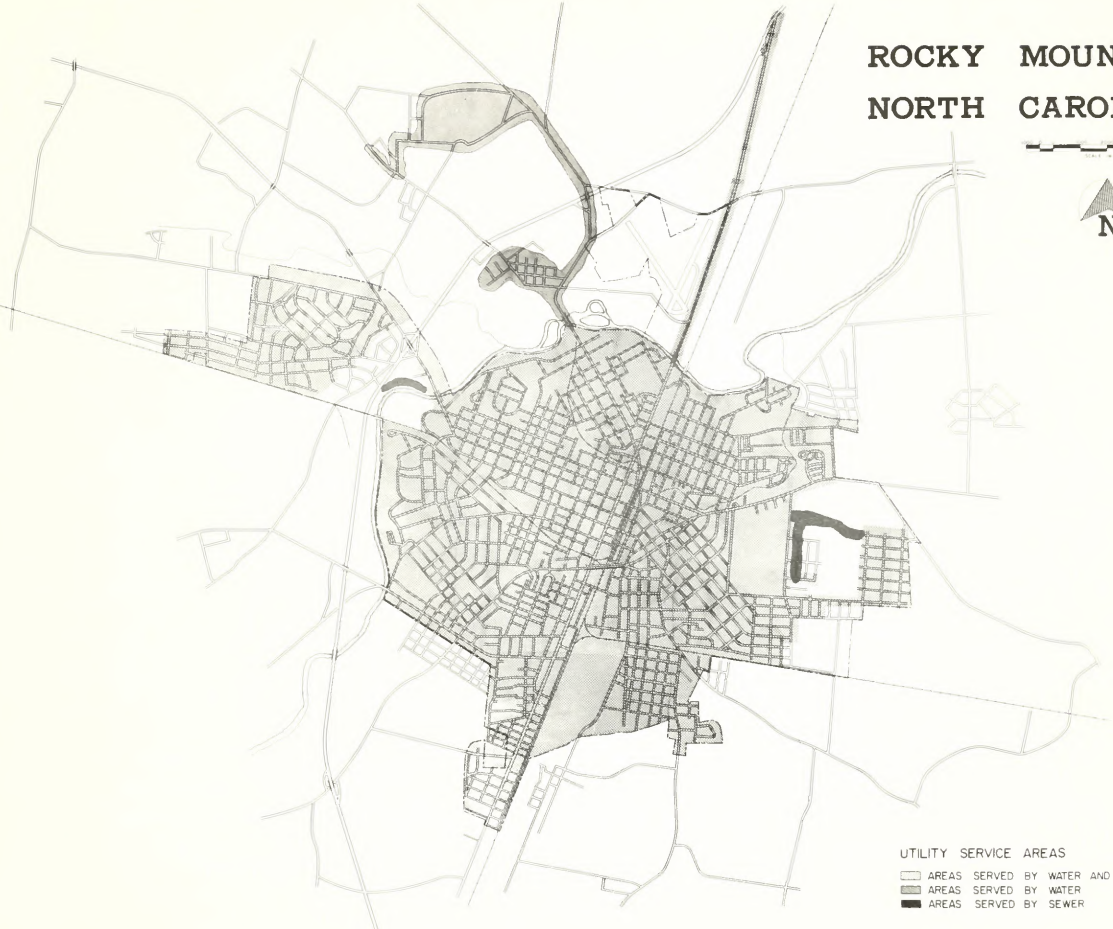 ROCKY MOUN
NORTH CAROL
N
UTILITY SERVICE AREAS
AREAS SERVED BY WATER AND
AREAS SERVED BY WATER
AREAS SERVED BY SEWER